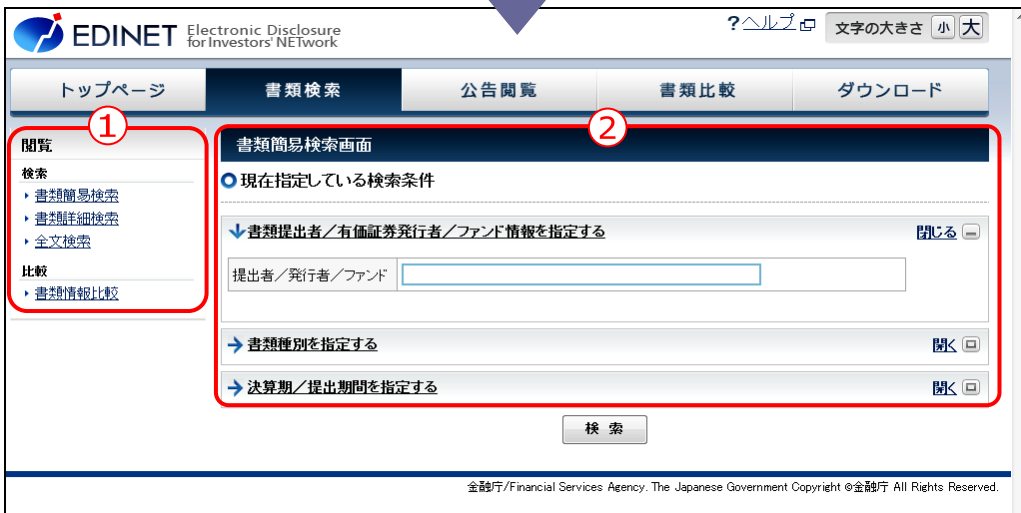 EDINET Electronic Disclosure for Investors' NETwork
?ヘルプ 文字の大きさ 小 大
トップページ 書類検索 公告閲覧 書類比較 ダウンロード
1
閲覧
検索
書類簡易検索
書類詳細検索
全文検索
比較
書類情報比較
2
書類簡易検索画面
現在指定している検索条件
書類提出者／有価証券発行者／ファンド情報を指定する 閉じる
提出者／発行者／ファンド
書類種別を指定する 開く
決算期／提出期間を指定する 開く
検 索
金融庁/Financial Services Agency. The Japanese Government Copyright ©金融庁 All Rights Reserved.